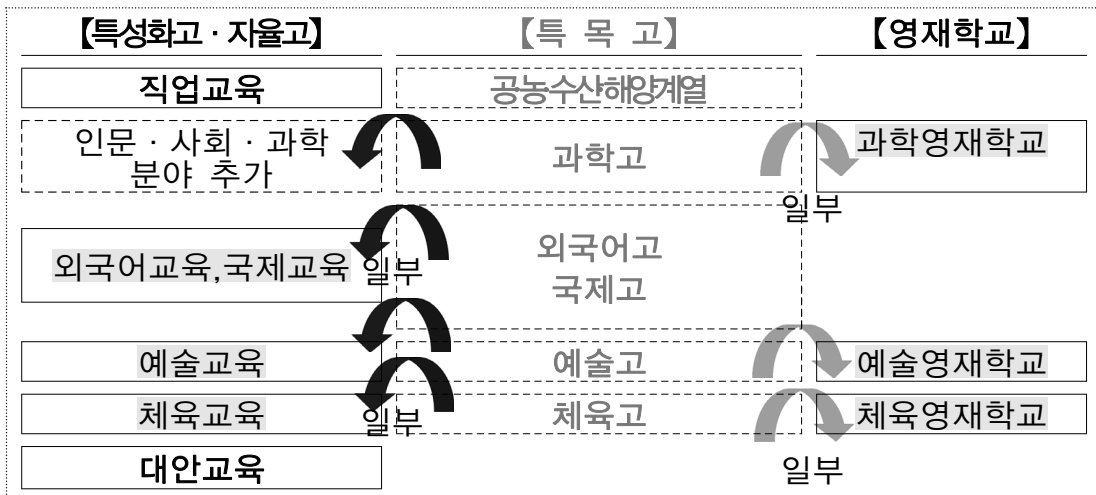 【특성화고 · 자율고】 【특 목 고】 【영재학교】
직업교육 공농수산해양계열
인문 · 사회 · 과학
분야 추가
과학고 과학영재학교
일부
외국어고
외국어교육,국제교육 일부
국제고
예술교육 예술고 예술영재학교
체육교육 일부 체육고 체육영재학교
대안교육 일부